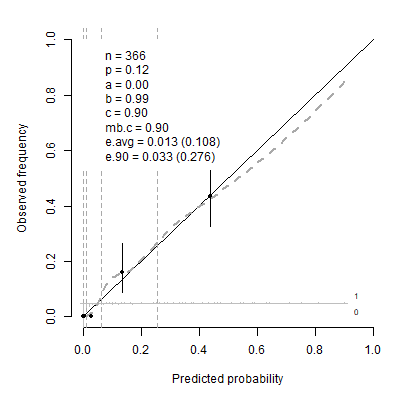 n = 366
p = 0.12
a = 0.00
b = 0.99
c = 0.90
mb.c = 0.90
e.avg = 0.013 (0.108)
e.90 = 0.033 (0.276)
Observed frequency
1.0
0.8
0.6
0.4
0.2
0.0
1
0
0.0 0.2 0.4 0.6 0.8 1.0
Predicted probability